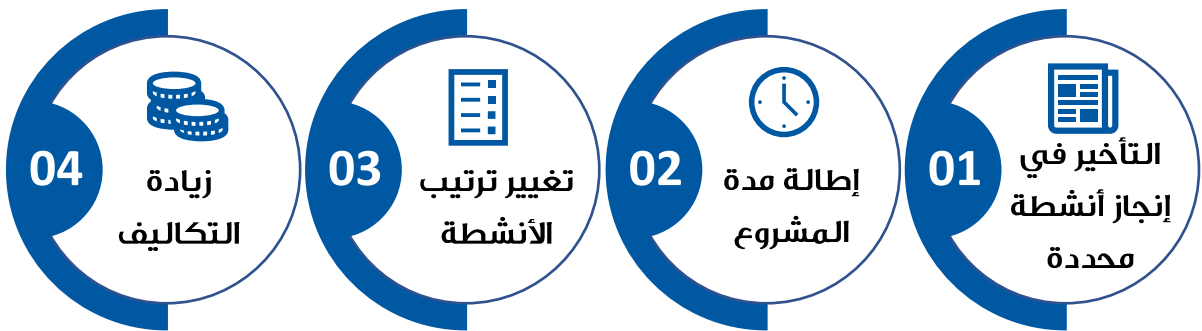 01
التأخير في
إنجاز أنشطة
محددة
02
إطالة مدة
المشروع
03
تغيير ترتيب
الأنشطة
04
زيادة
التكاليف